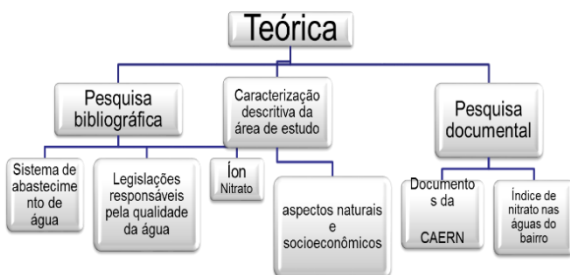 Teórica
Pesquisa
bibliográfica
Caracterização
descritiva da
área de estudo
Pesquisa
documental
Sistema de
abastecime
nto de
água
Legislações
responsáveis
pela qualidade
da água
Íon
Nitrato
aspectos naturais
e
socioeconômicos
Documento
s da
CAERN
Índice de
nitrato nas
águas do
bairro